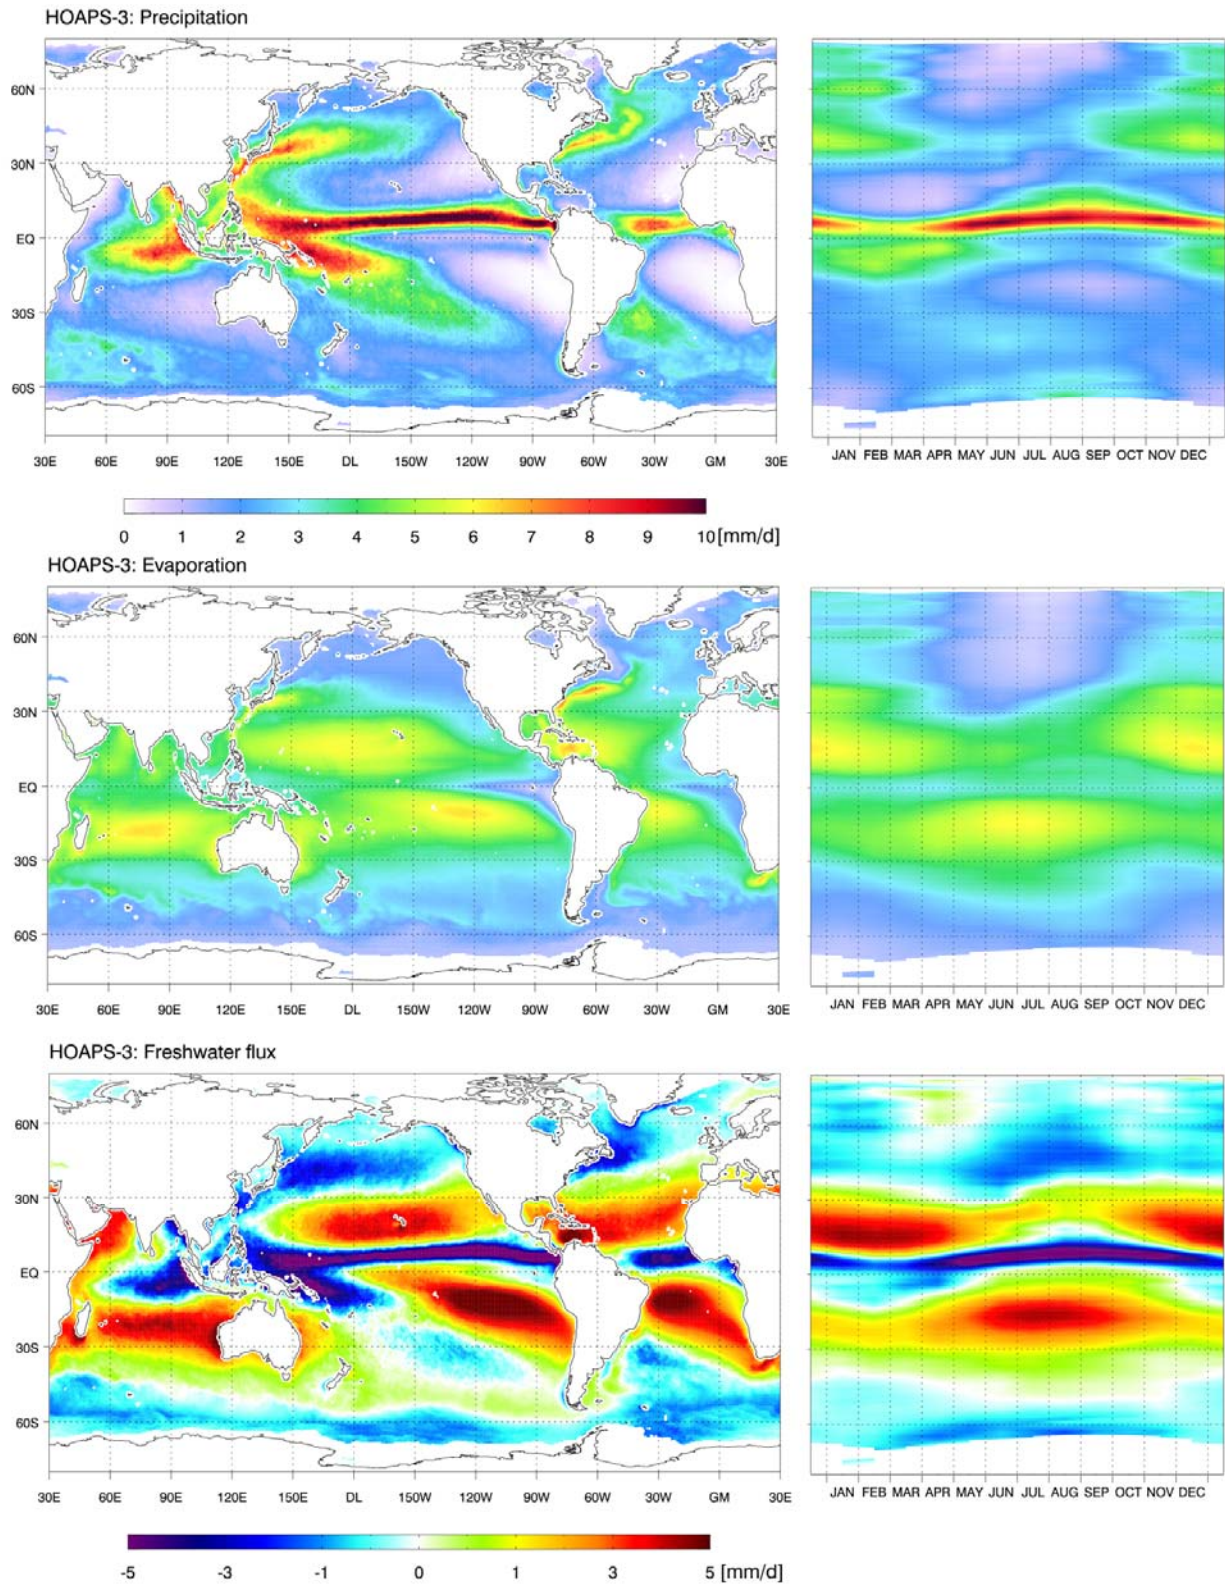 HOAPS-3: Precipitation
60N
30N
EQ
30S
60S
30E 60E 90E 120E 150E DL 150W 120W 90W 60W 30W GM 30E
JAN FEB MAR APR MAY JUN JUL AUG SEP OCT NOV DEC
0 1 2 3 4 5 6 7 8 9 10 [mm/d]
HOAPS-3: Evaporation
60N
30N
EQ
30S
60S
30E 60E 90E 120E 150E DL 150W 120W 90W 60W 30W GM 30E
JAN FEB MAR APR MAY JUN JUL AUG SEP OCT NOV DEC
HOAPS-3: Freshwater flux
60N
30N
EQ
30S
60S
30E 60E 90E 120E 150E DL 150W 120W 90W 60W 30W GM 30E
JAN FEB MAR APR MAY JUN JUL AUG SEP OCT NOV DEC
-5 -3 -1 0 1 3 5 [mm/d]